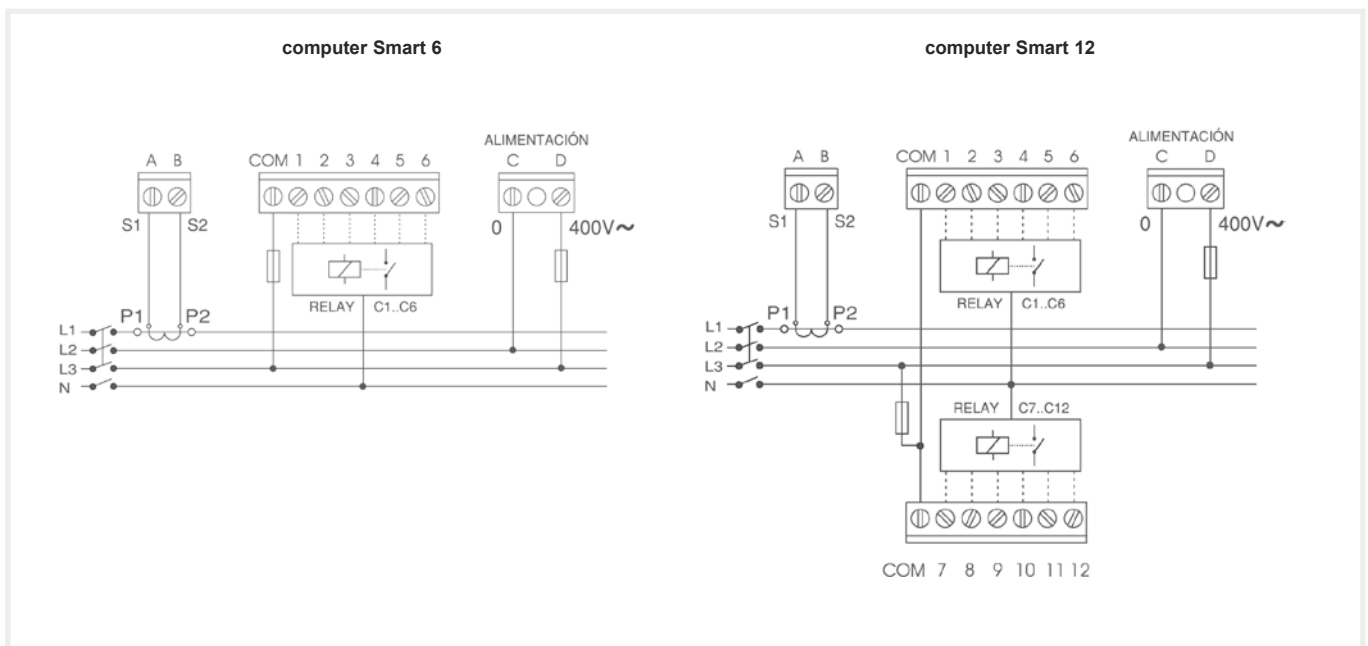 computer Smart 6
ALIMENTACIÓN
A B
COM 1 2 3 4 5 6
C D
S1 S2
0 400V~
RELAY C1..C6
P1 P2
L1
L2
L3
N
computer Smart 12
ALIMENTACIÓN
A B
COM 1 2 3 4 5 6
C D
S1 S2
0 400V~
RELAY C1..C6
P1 P2
L1
L2
L3
N
RELAY C7..C12
COM 7 8 9 10 11 12